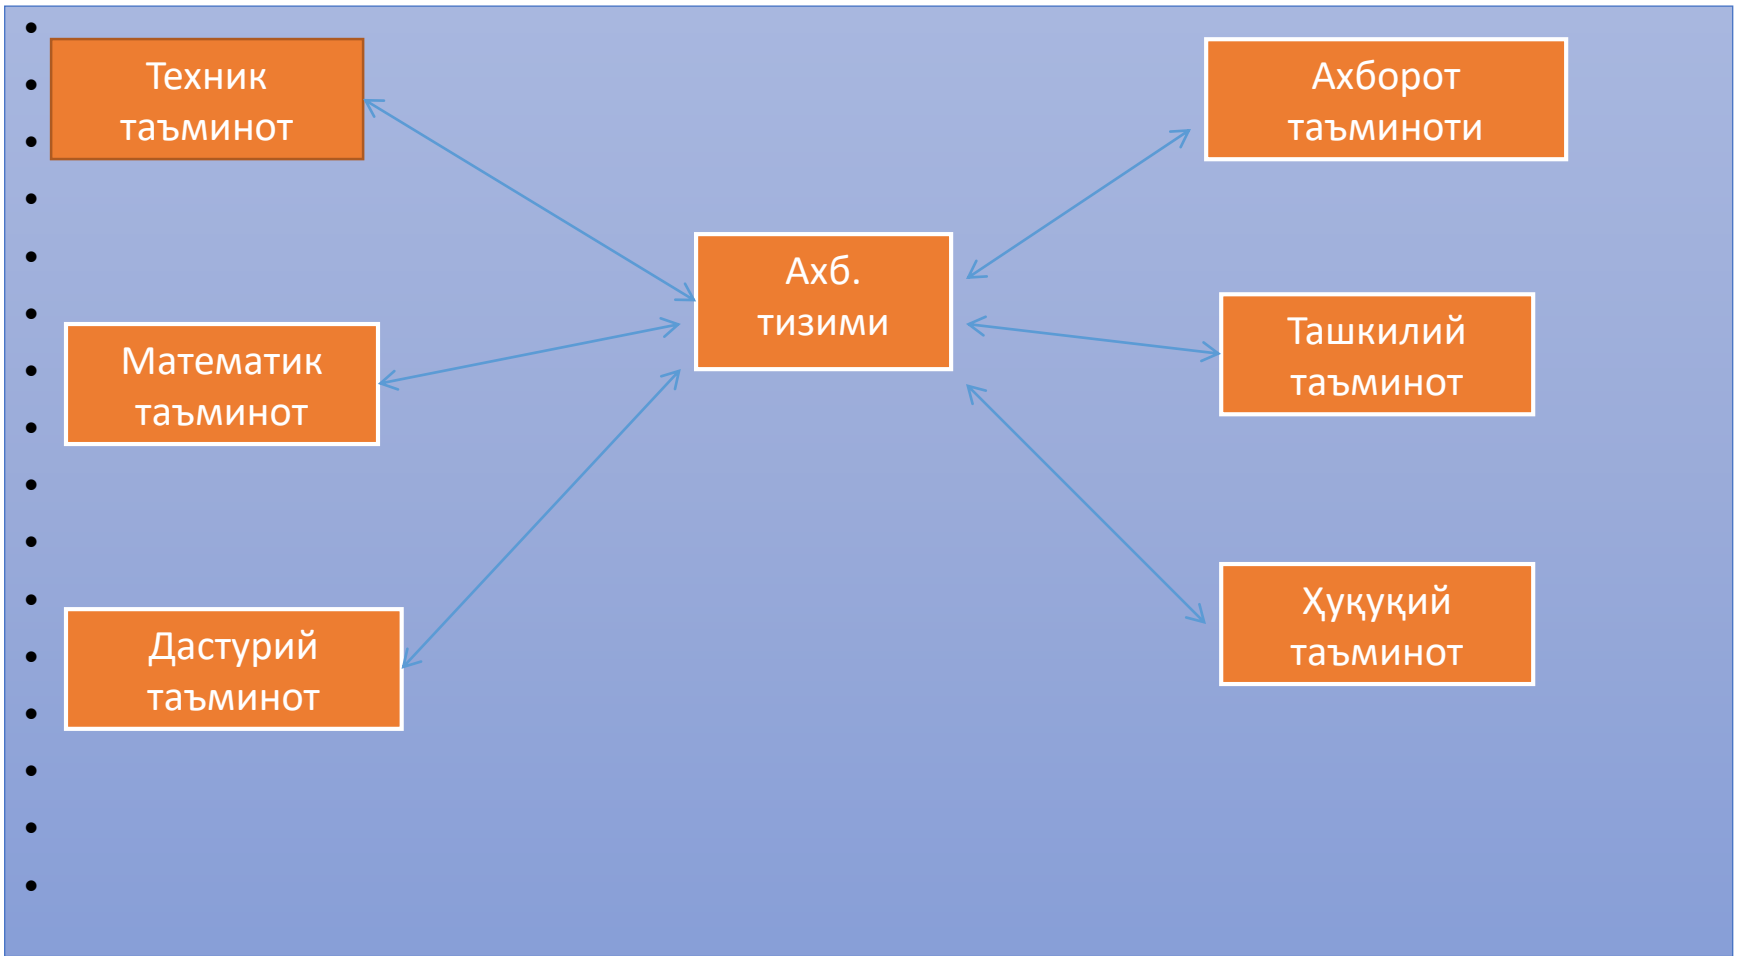 Техник
таъминот
Ахборот
таъминоти
Ахб.
тизими
Математик
таъминот
Ташкилий
таъминот
Дастурий
таъминот
Ҳуқуқий
таъминот